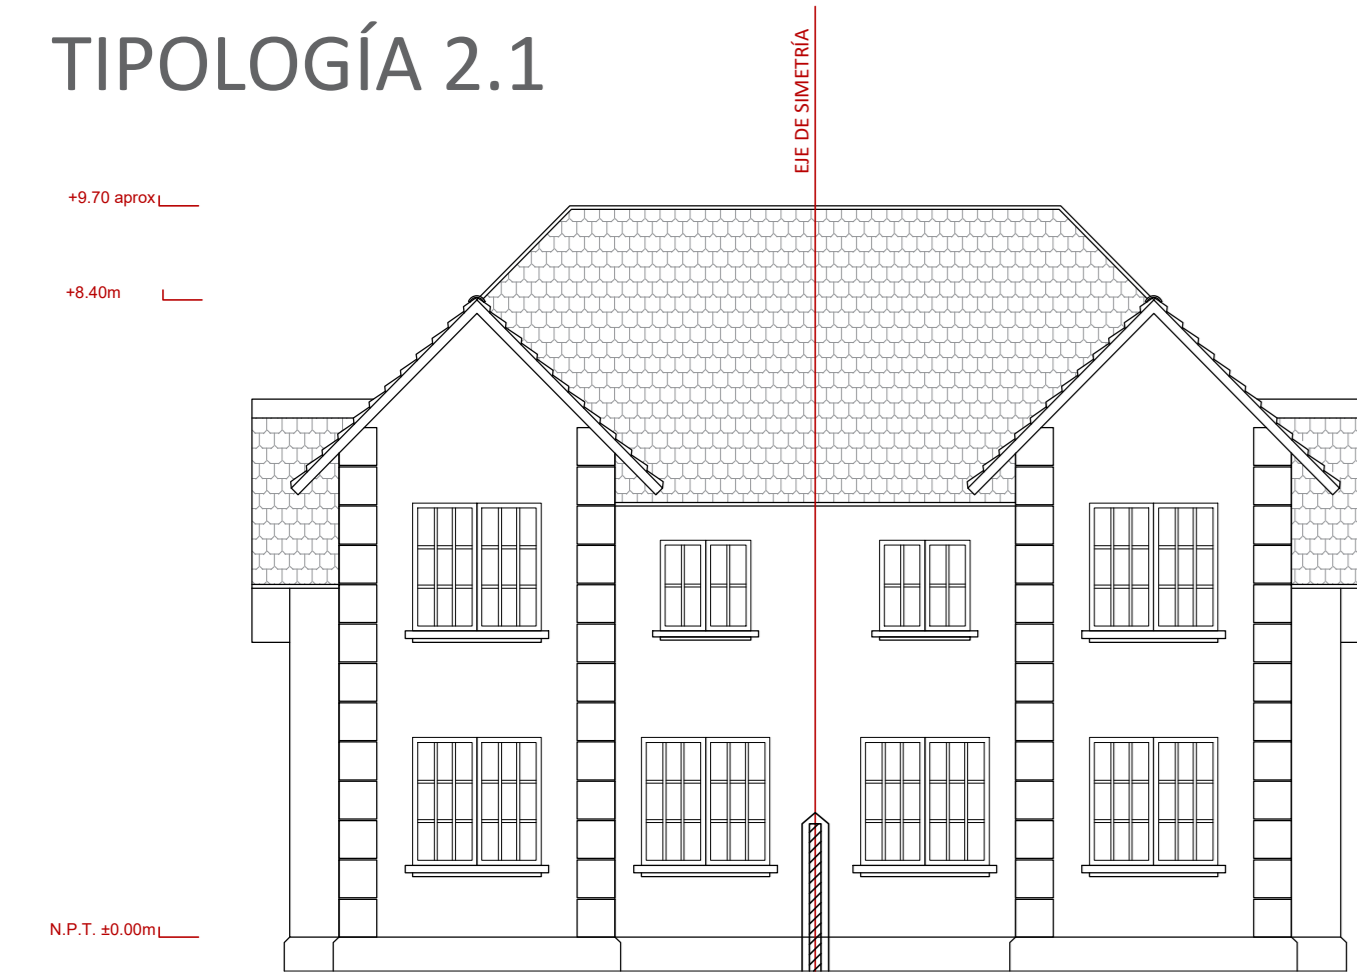 TIPOLOGÍA 2.1
EJE DE SIMETRÍA
+9.70 aprox
+8.40m
N.P.T. ±0.00m